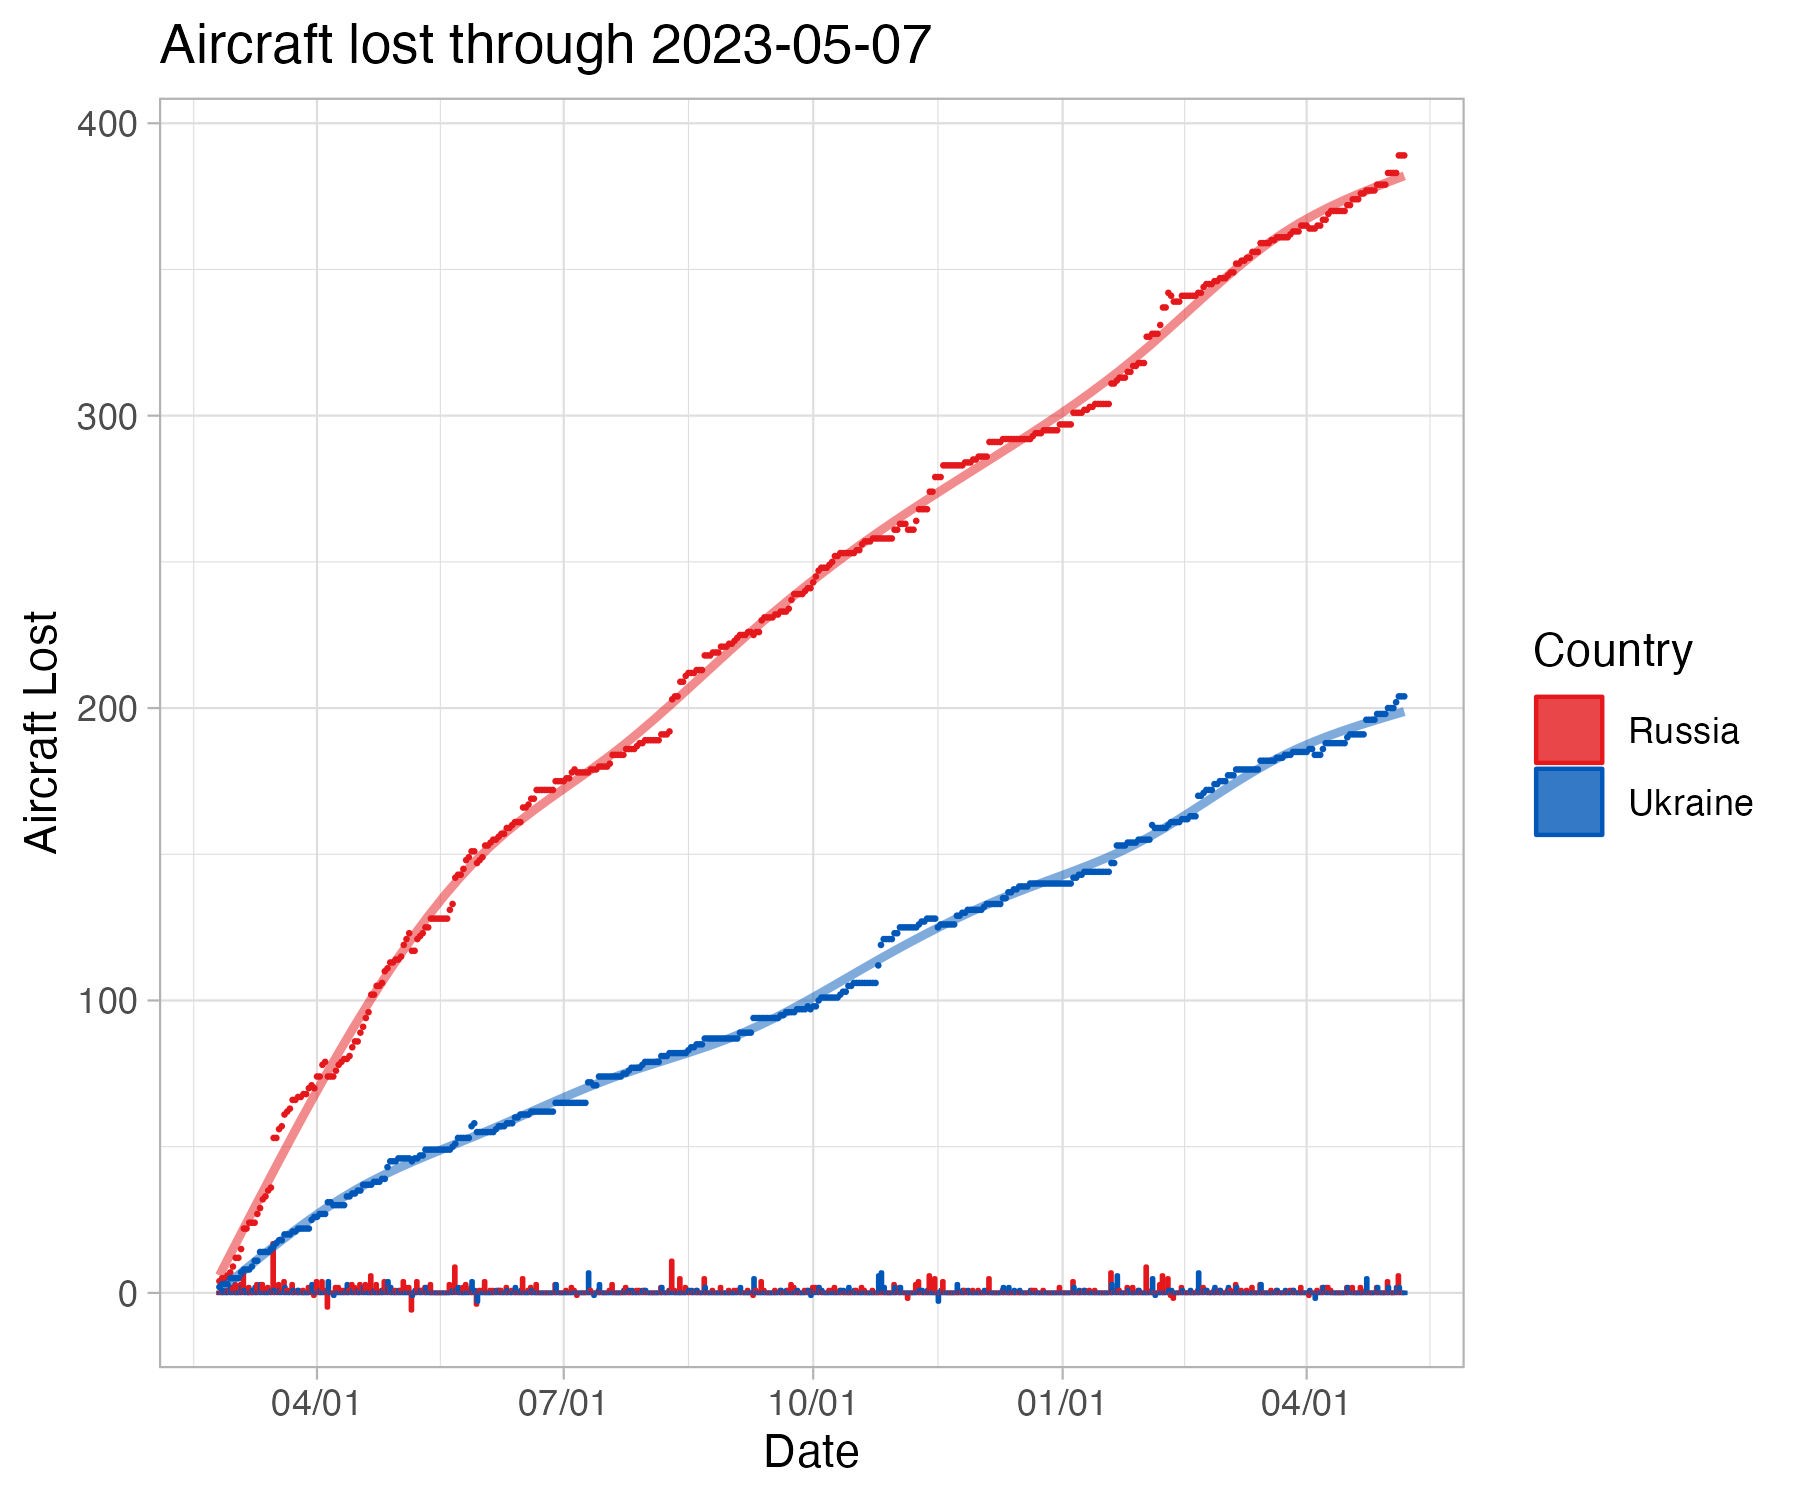 Aircraft lost through 2023-05-07
Aircraft Lost
400
300
200
100
0
04/01
07/01
10/01
01/01
04/01
Date
Country
Russia
Ukraine